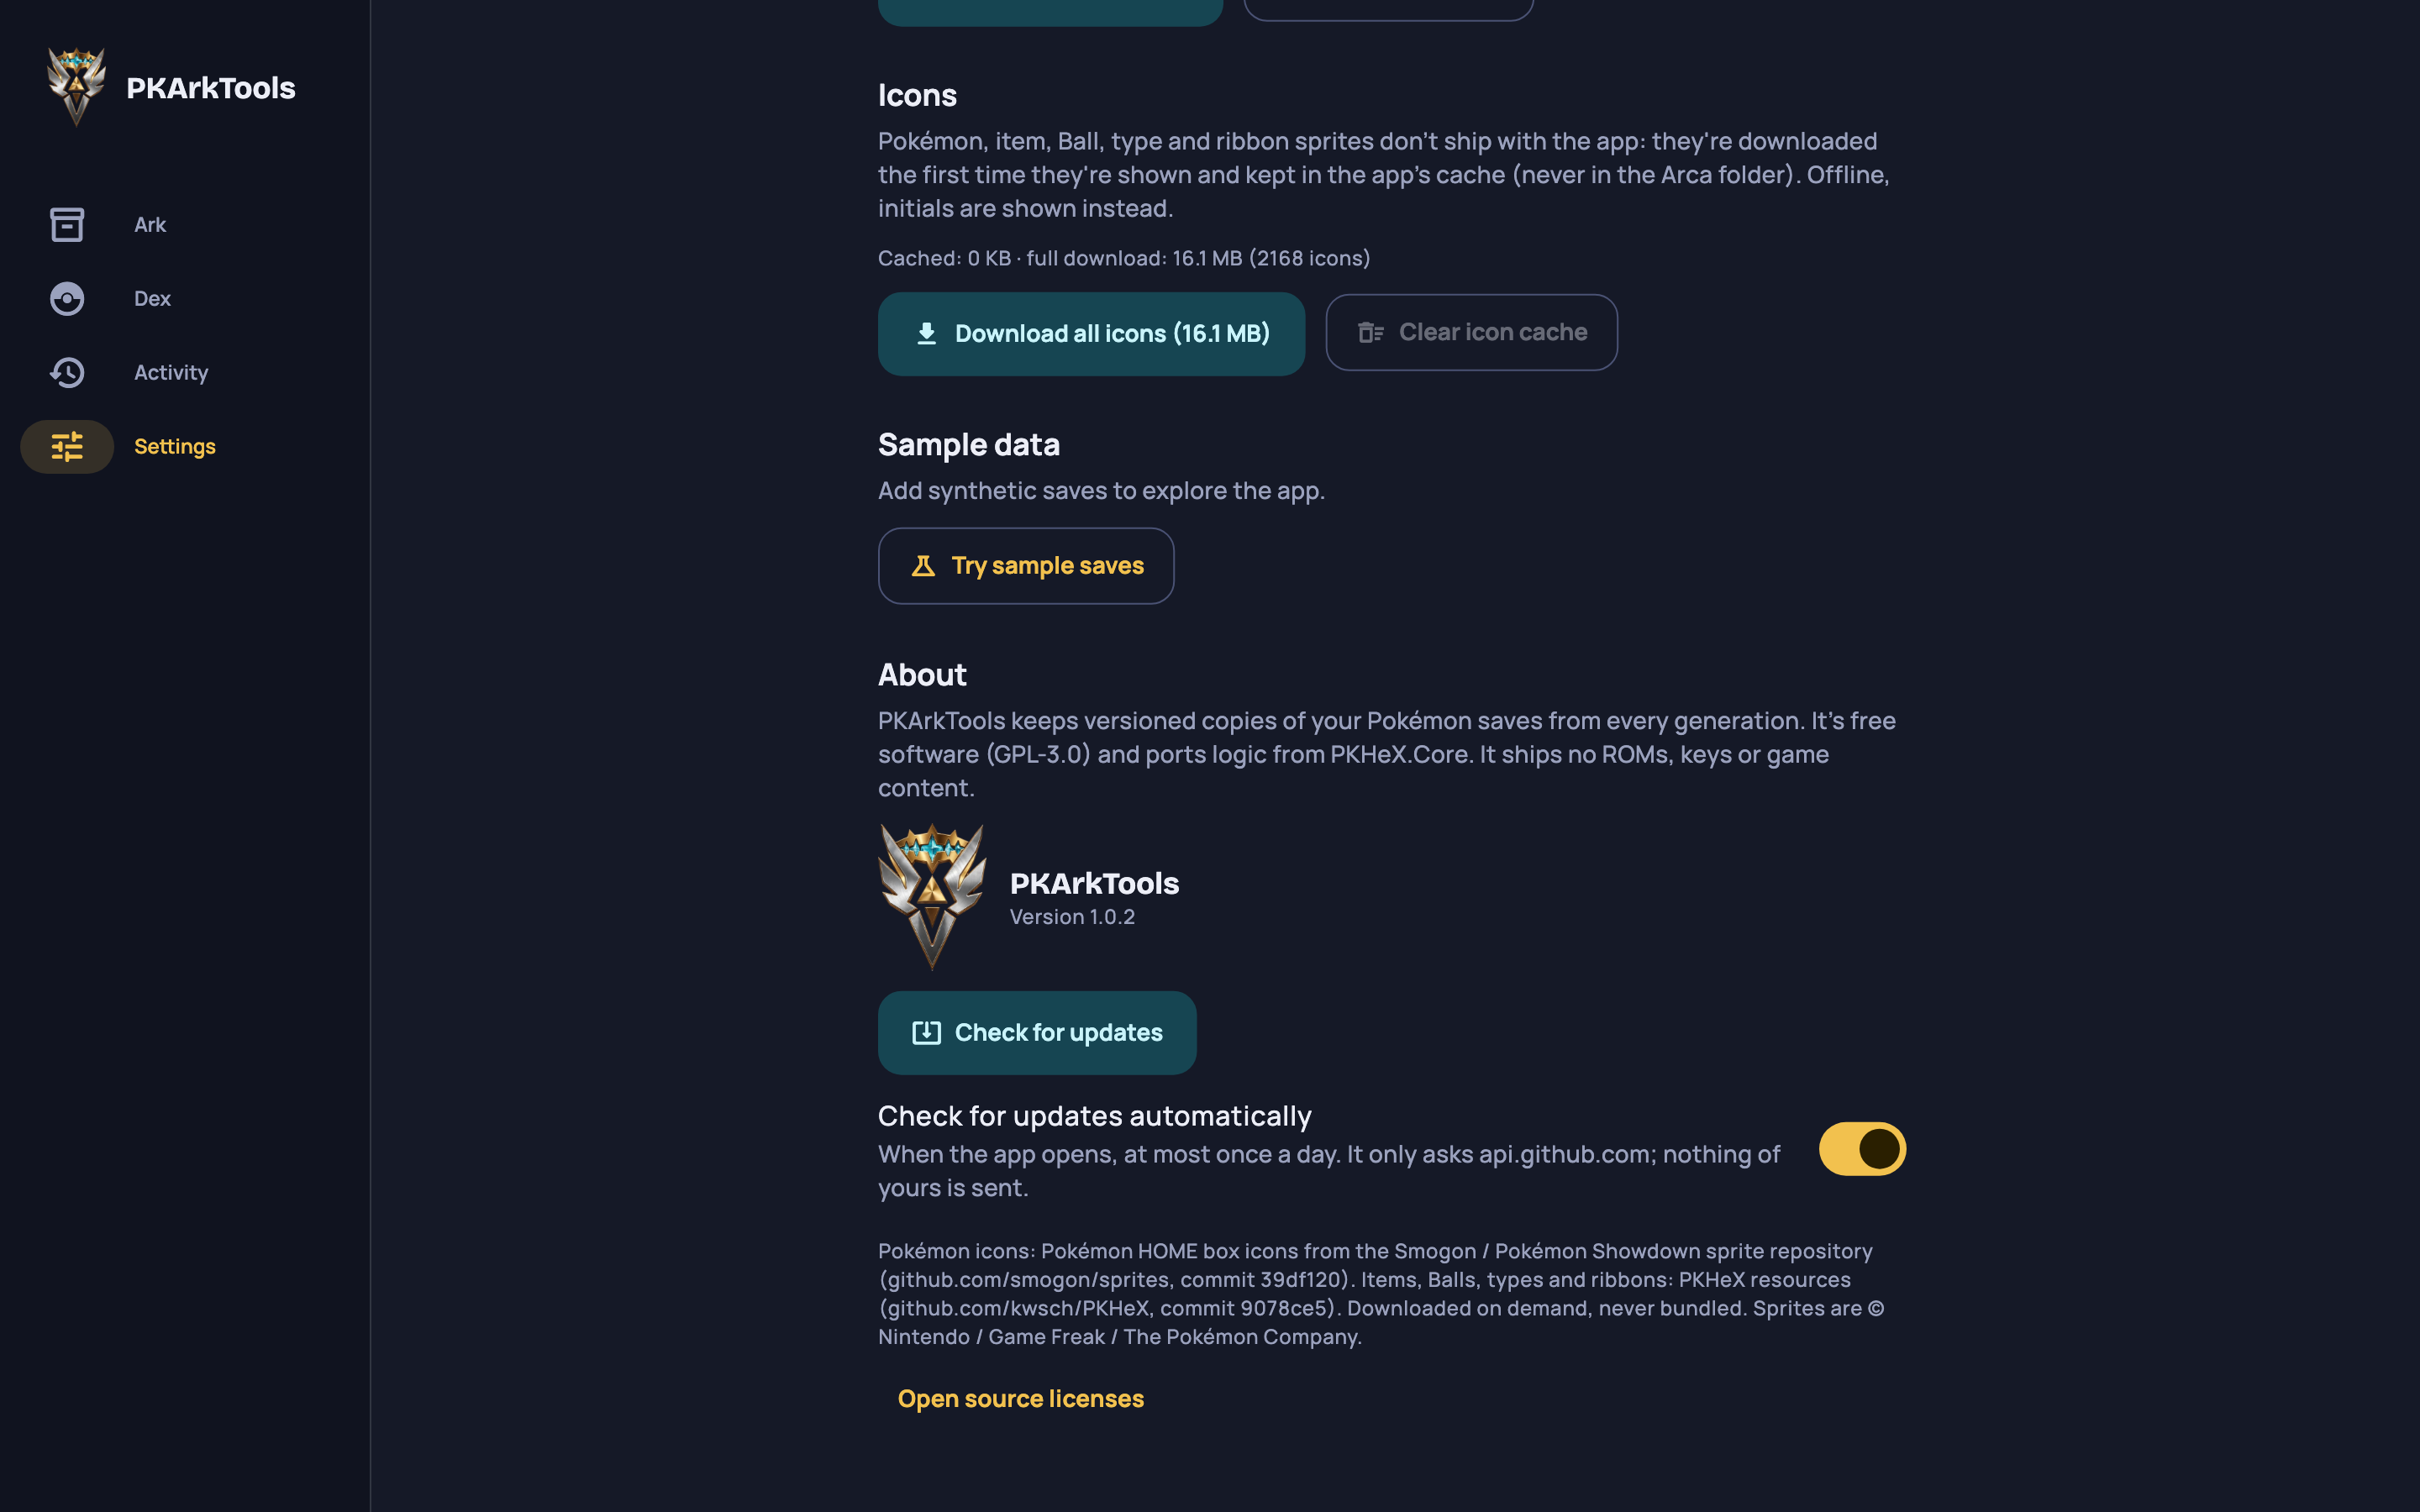 PKArkTools
Ark
Dex
Activity
Settings
Icons
Pokémon, item, Ball, type and ribbon sprites don't ship with the app: they're downloaded
the first time they're shown and kept in the app's cache (never in the Arca folder). Offline,
initials are shown instead.
Cached: 0 KB · full download: 16.1 MB (2168 icons)
Download all icons (16.1 MB)
Clear icon cache
Sample data
Add synthetic saves to explore the app.
Try sample saves
About
PKArkTools keeps versioned copies of your Pokémon saves from every generation. It's free
software (GPL-3.0) and ports logic from PKHeX.Core. It ships no ROMs, keys or game
content.
PKArkTools
Version 1.0.2
Check for updates
Check for updates automatically
When the app opens, at most once a day. It only asks api.github.com; nothing of
yours is sent.
Pokémon icons: Pokémon HOME box icons from the Smogon / Pokémon Showdown sprite repository
(github.com/smogon/sprites, commit 39df120). Items, Balls, types and ribbons: PKHeX resources
(github.com/kwsch/PKHeX, commit 9078ce5). Downloaded on demand, never bundled. Sprites are ©
Nintendo / Game Freak / The Pokémon Company.
Open source licenses